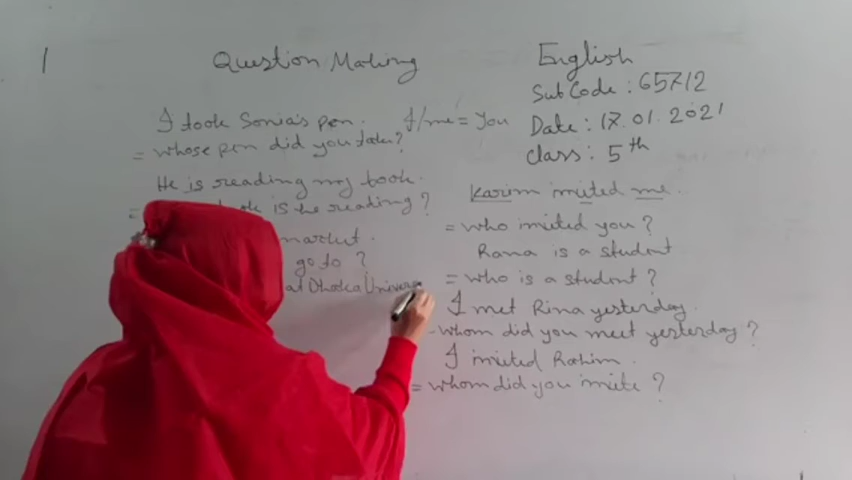 Question Making
English
Sub Code : 65712
Date : 17.01.2021
Class : 5th
I took Sonia's pen. I/me = You
= whose pen did you take?
He is reading my book.
= is he reading?
market.
go to ?
at Dhaka Univers
Karim invited me.
= who invited you ?
Rana is a student
= who is a student ?
I met Rina yesterday.
- whom did you meet yesterday ?
I invited Rahim.
= whom did you invite ?